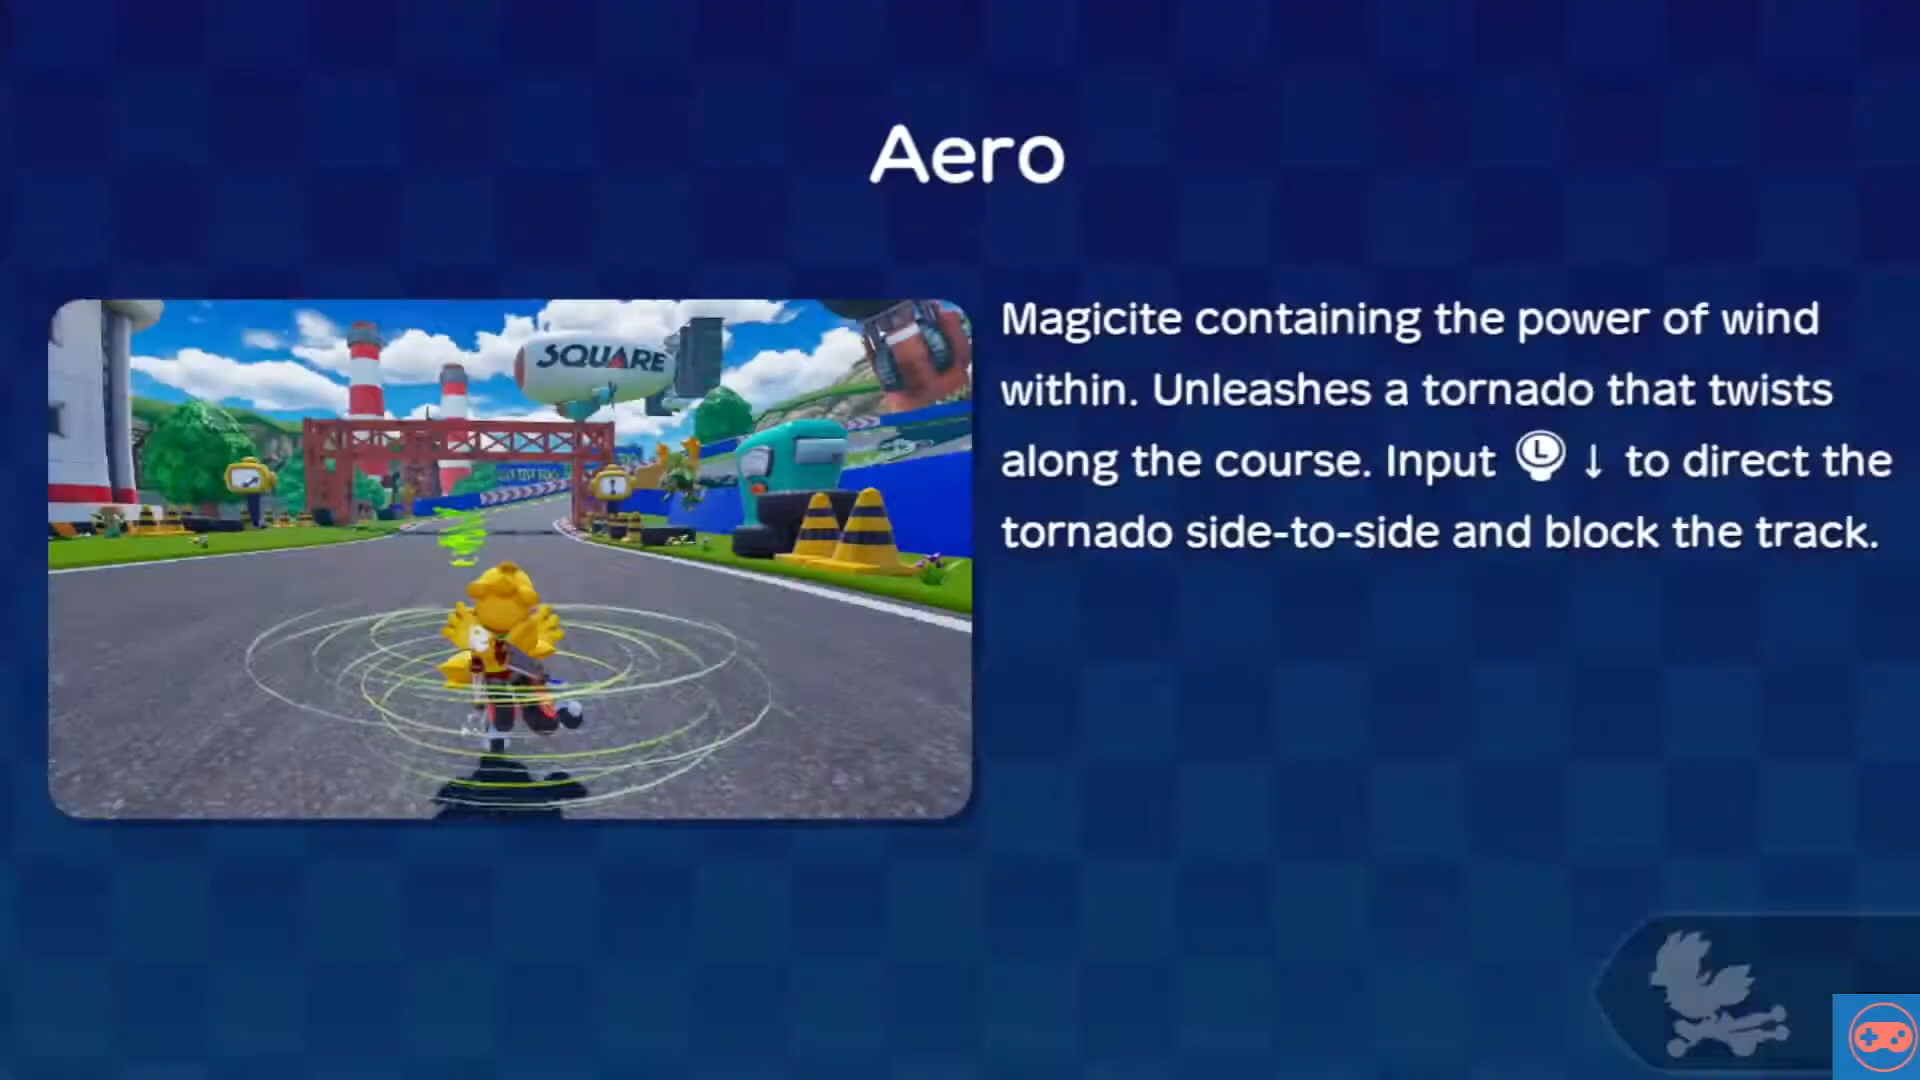 Aero
SQUARE
Magicite containing the power of wind
within. Unleashes a tornado that twists
along the course. Input L ↓ to direct the
tornado side-to-side and block the track.